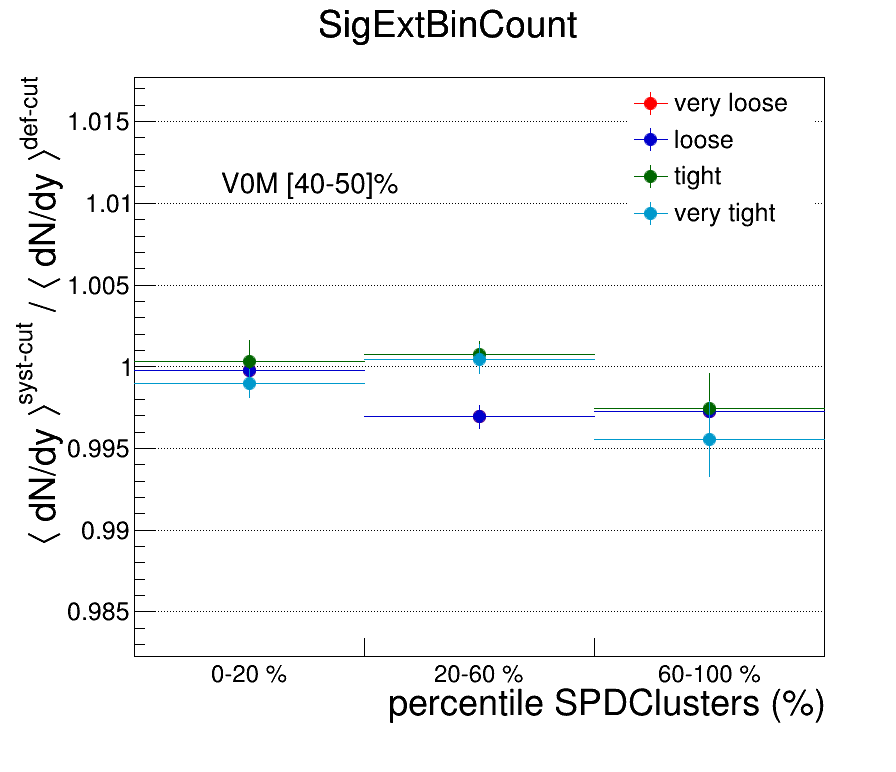 SigExtBinCount
⟨ dN/dy ⟩^syst-cut / ⟨ dN/dy ⟩^def-cut
1.015
1.01
1.005
1
0.995
0.99
0.985
V0M [40-50]%
very loose
loose
tight
very tight
0-20 %
20-60 %
60-100 %
percentile SPDClusters (%)